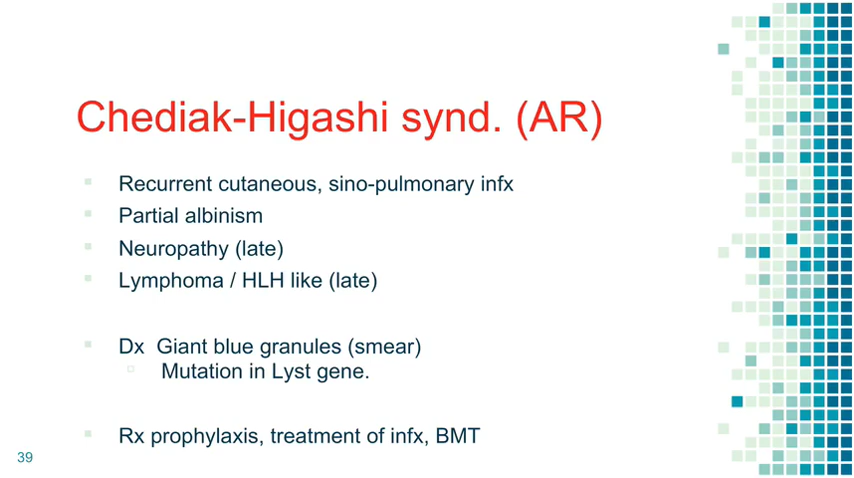 Chediak-Higashi synd. (AR)
Recurrent cutaneous, sino-pulmonary infx
Partial albinism
Neuropathy (late)
Lymphoma / HLH like (late)
Dx  Giant blue granules (smear)
Mutation in Lyst gene.
Rx prophylaxis, treatment of infx, BMT
39